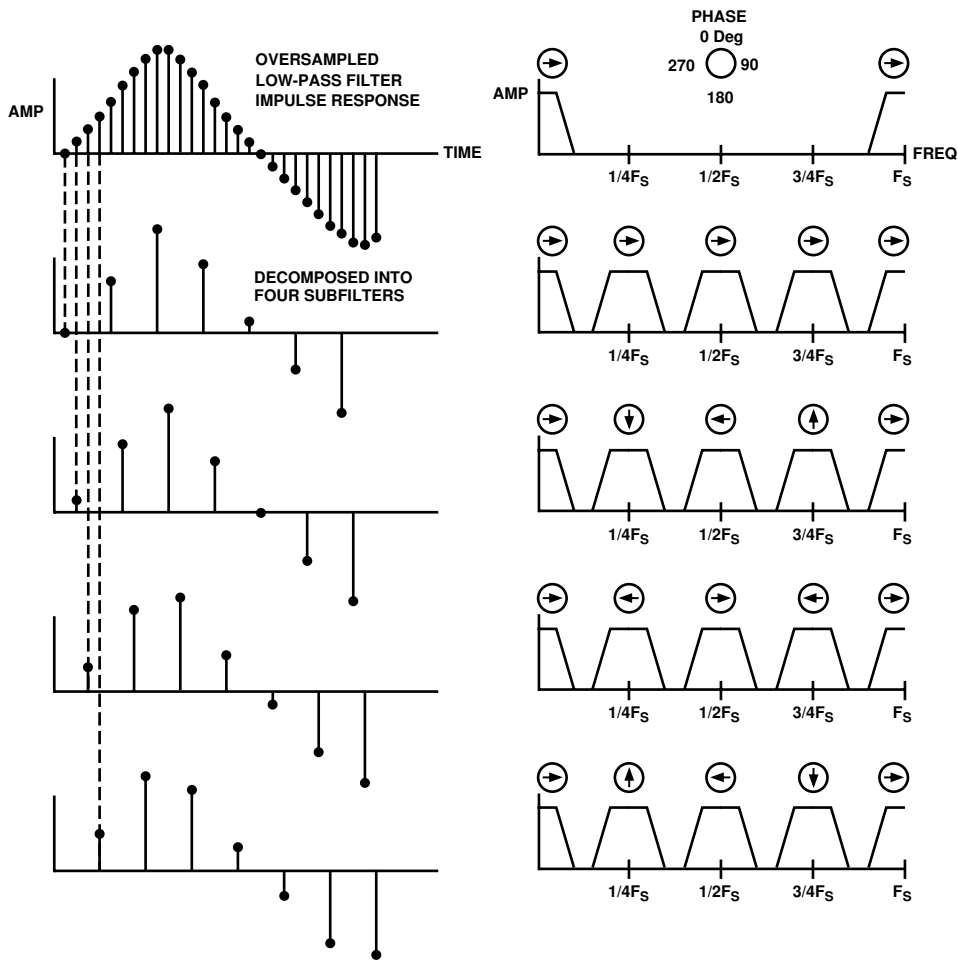 OVERSAMPLED
LOW-PASS FILTER
IMPULSE RESPONSE
AMP
TIME
PHASE
0 Deg
270
90
180
AMP
FREQ
1/4FS
1/2FS
3/4FS
FS
DECOMPOSED INTO
FOUR SUBFILTERS
1/4FS
1/2FS
3/4FS
FS
1/4FS
1/2FS
3/4FS
FS
1/4FS
1/2FS
3/4FS
FS
1/4FS
1/2FS
3/4FS
FS